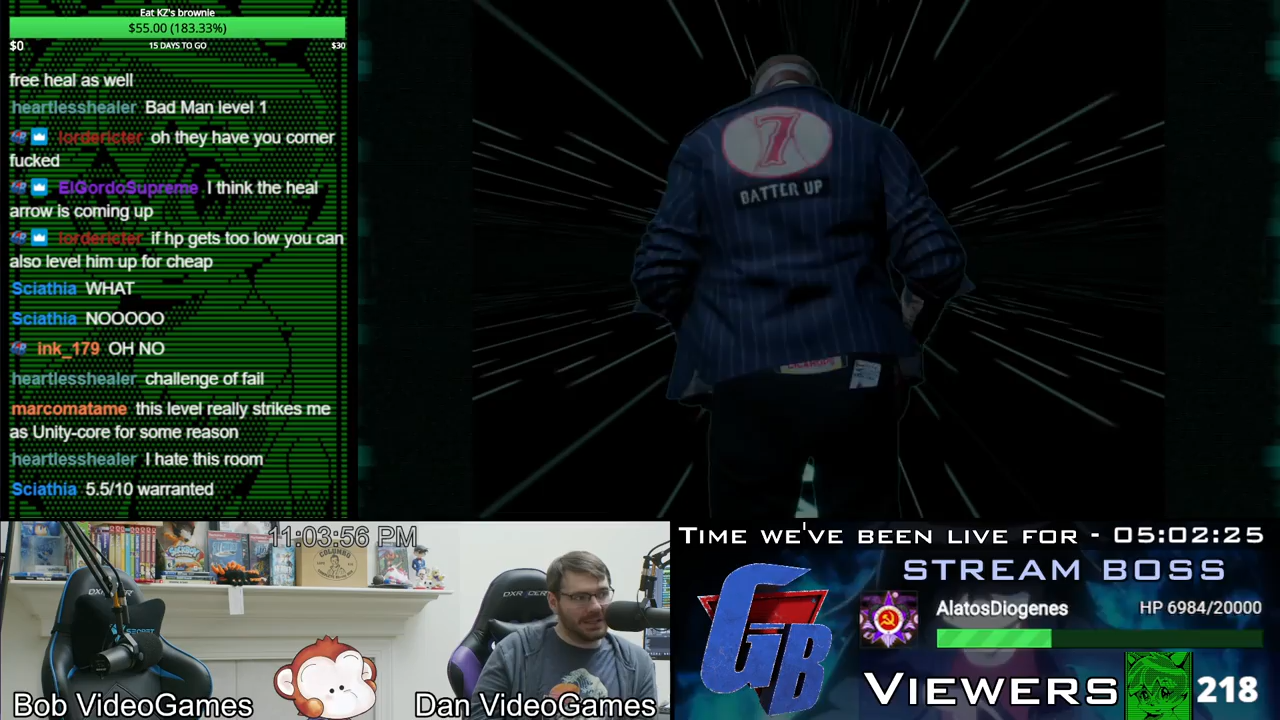 Eat KZ's brownie
$55.00 (183.33%)
$0 15 DAYS TO GO $30
free heal as well
heartlesshealer Bad Man level 1
lordericter oh they have you corner
fucked
ElGordoSupreme I think the heal
arrow is coming up
lordericter if hp gets too low you can
also level him up for cheap
Sciathia WHAT
Sciathia NOOOOO
ink_179 OH NO
heartlesshealer challenge of fail
marcomatame this level really strikes me
as Unity-core for some reason
heartlesshealer I hate this room
Sciathia 5.5/10 warranted
7
BATTER UP
11:03:56 PM
COLUMBO
Bob VideoGames
Dan VideoGames
TIME WE'VE BEEN LIVE FOR - 05:02:25
STREAM BOSS
AlatosDiogenes HP 6984/20000
GB
VIEWERS 218